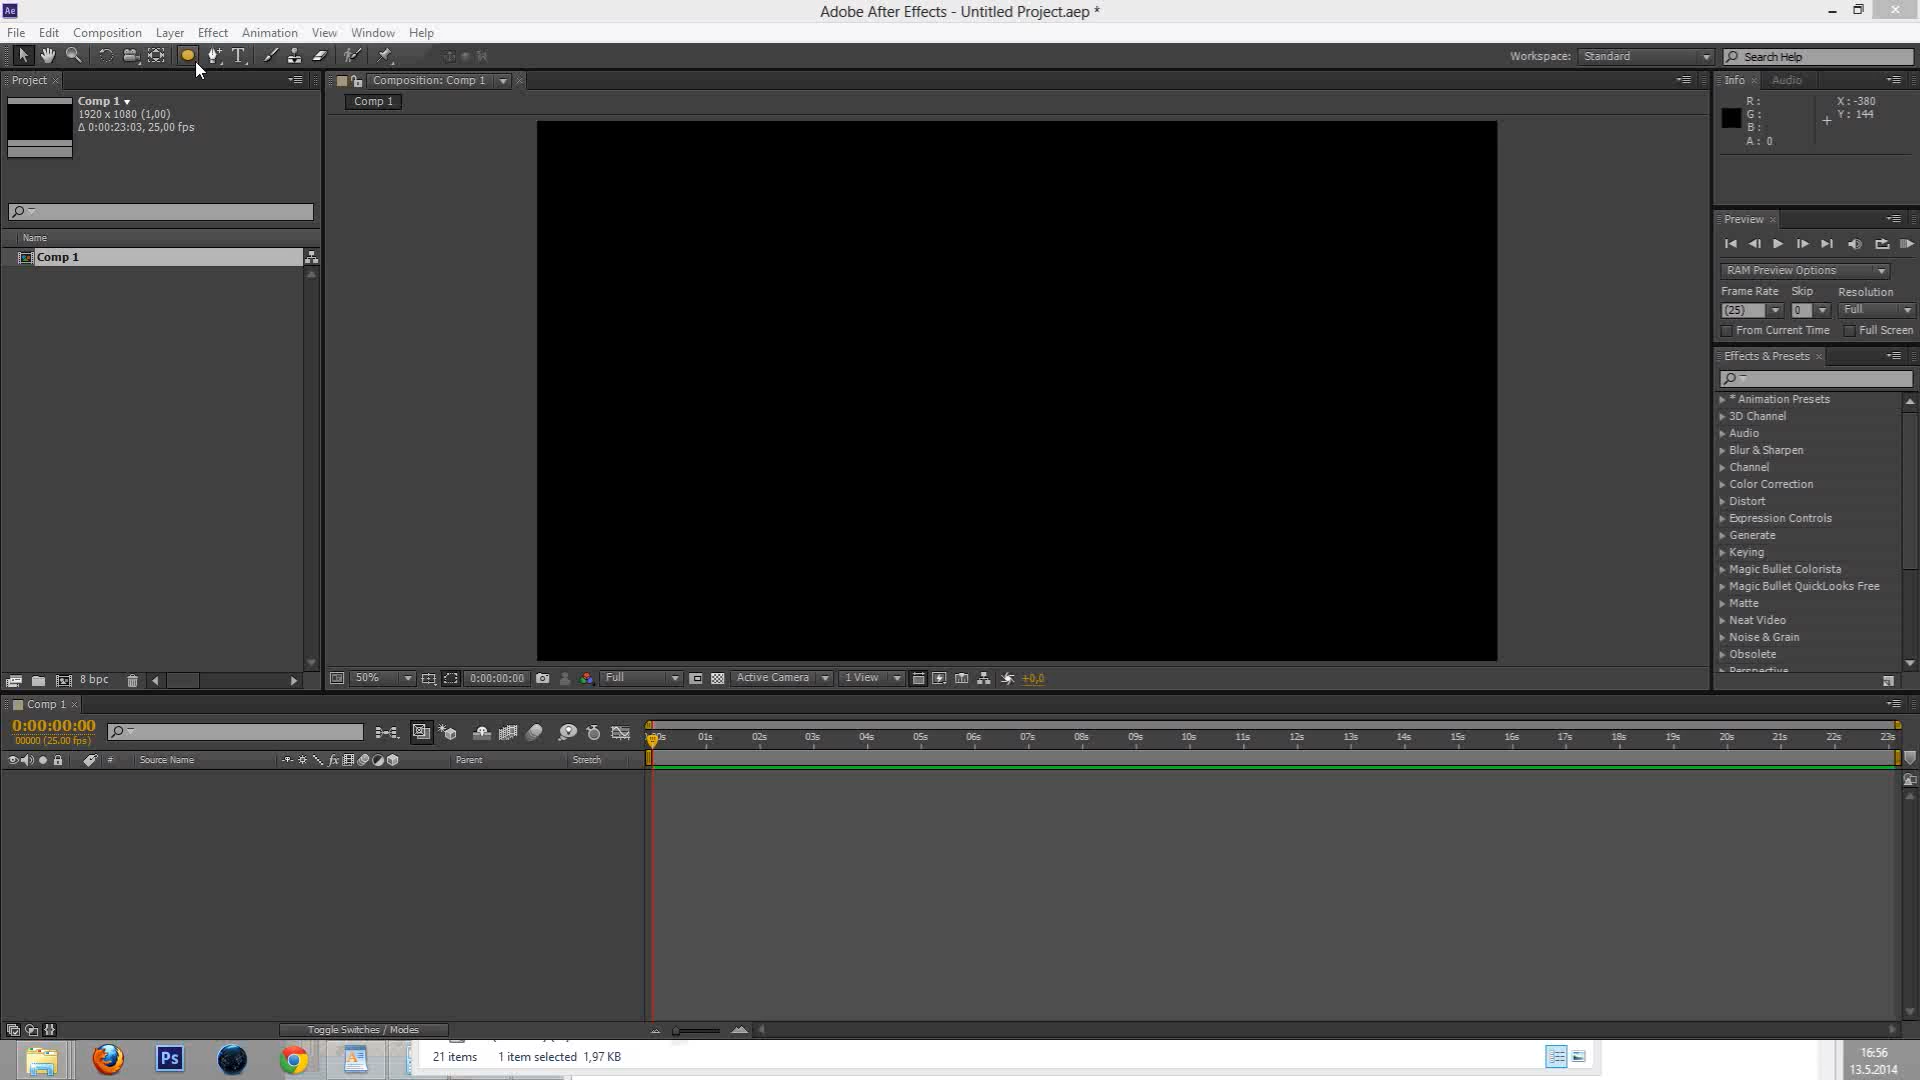 Ae
Adobe After Effects - Untitled Project.aep *
File Edit Composition Layer Effect Animation View Window Help
T
Workspace: Standard
Search Help
Project
Comp 1
1920 x 1080 (1,00)
Δ 0:00:23:03, 25,00 fps
Name
Comp 1
8 bpc
Composition: Comp 1
Comp 1
50%
0:00:00:00
Full
Active Camera
1 View
+0,0
Info Audio
R :
G :
B :
A : 0
X : -380
Y : 144
Preview
RAM Preview Options
Frame Rate Skip Resolution
(25) 0 Full
From Current Time Full Screen
Effects & Presets
* Animation Presets
3D Channel
Audio
Blur & Sharpen
Channel
Color Correction
Distort
Expression Controls
Generate
Keying
Magic Bullet Colorista
Magic Bullet QuickLooks Free
Matte
Neat Video
Noise & Grain
Obsolete
Perspective
Comp 1
0:00:00:00
00000 (25.00 fps)
# Source Name fx Parent Stretch
01s 02s 03s 04s 05s 06s 07s 08s 09s 10s 11s 12s 13s 14s 15s 16s 17s 18s 19s 20s 21s 22s 23s
Toggle Switches / Modes
Ps
21 items 1 item selected 1,97 KB
16:56
13.5.2014